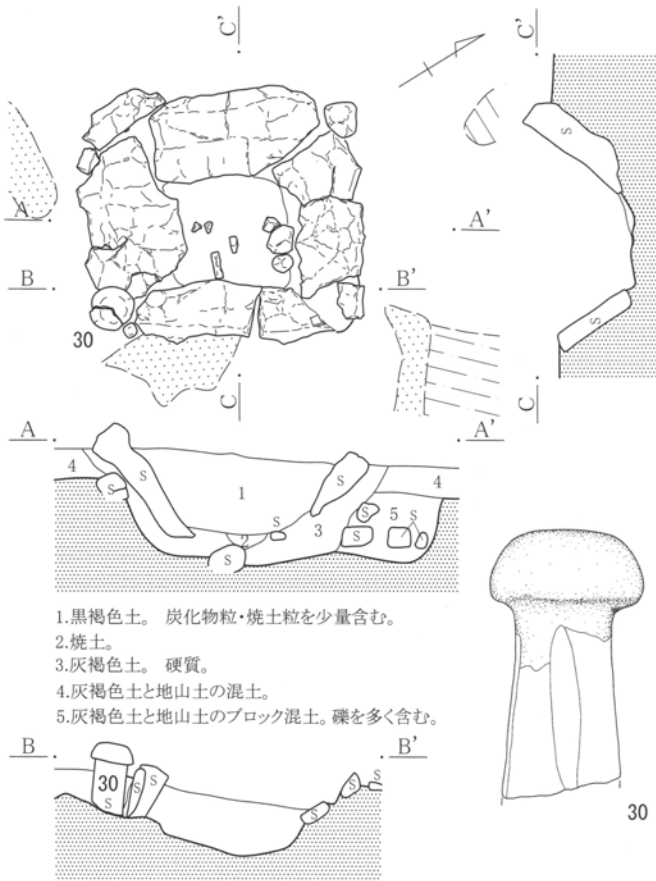 C’
C’
A
A’
B
B’
30
S
S
C
C
A
A’
4
S
S
1
S
4
2
S
S
3
S
S
5
S
1.黒褐色土。 炭化物粒・焼土粒を少量含む。
2.焼土。
3.灰褐色土。 硬質。
4.灰褐色土と地山土の混土。
5.灰褐色土と地山土のブロック混土。礫を多く含む。
B
B’
30
S
S
S
S
S
S
30